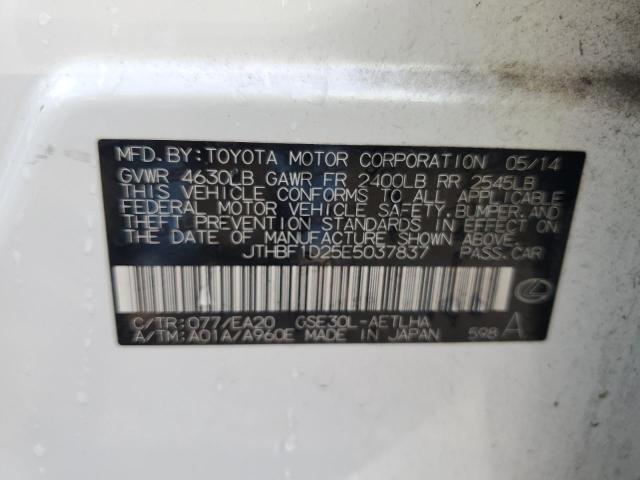 MFD. BY: TOYOTA MOTOR CORPORATION 05/14
GVWR 4630LB GAWR FR 2400LB RR 2545LB
THIS VEHICLE CONFORMS TO ALL APPLICABLE
FEDERAL MOTOR VEHICLE SAFETY, BUMPER, AND
THEFT PREVENTION STANDARDS IN EFFECT ON
THE DATE OF MANUFACTURE SHOWN ABOVE.
JTHBF1D25E5037837 PASS. CAR
C/TR: 077/EA20 GSE30L-AETLHA
A/TM: A01A/A960E MADE IN JAPAN 598 A